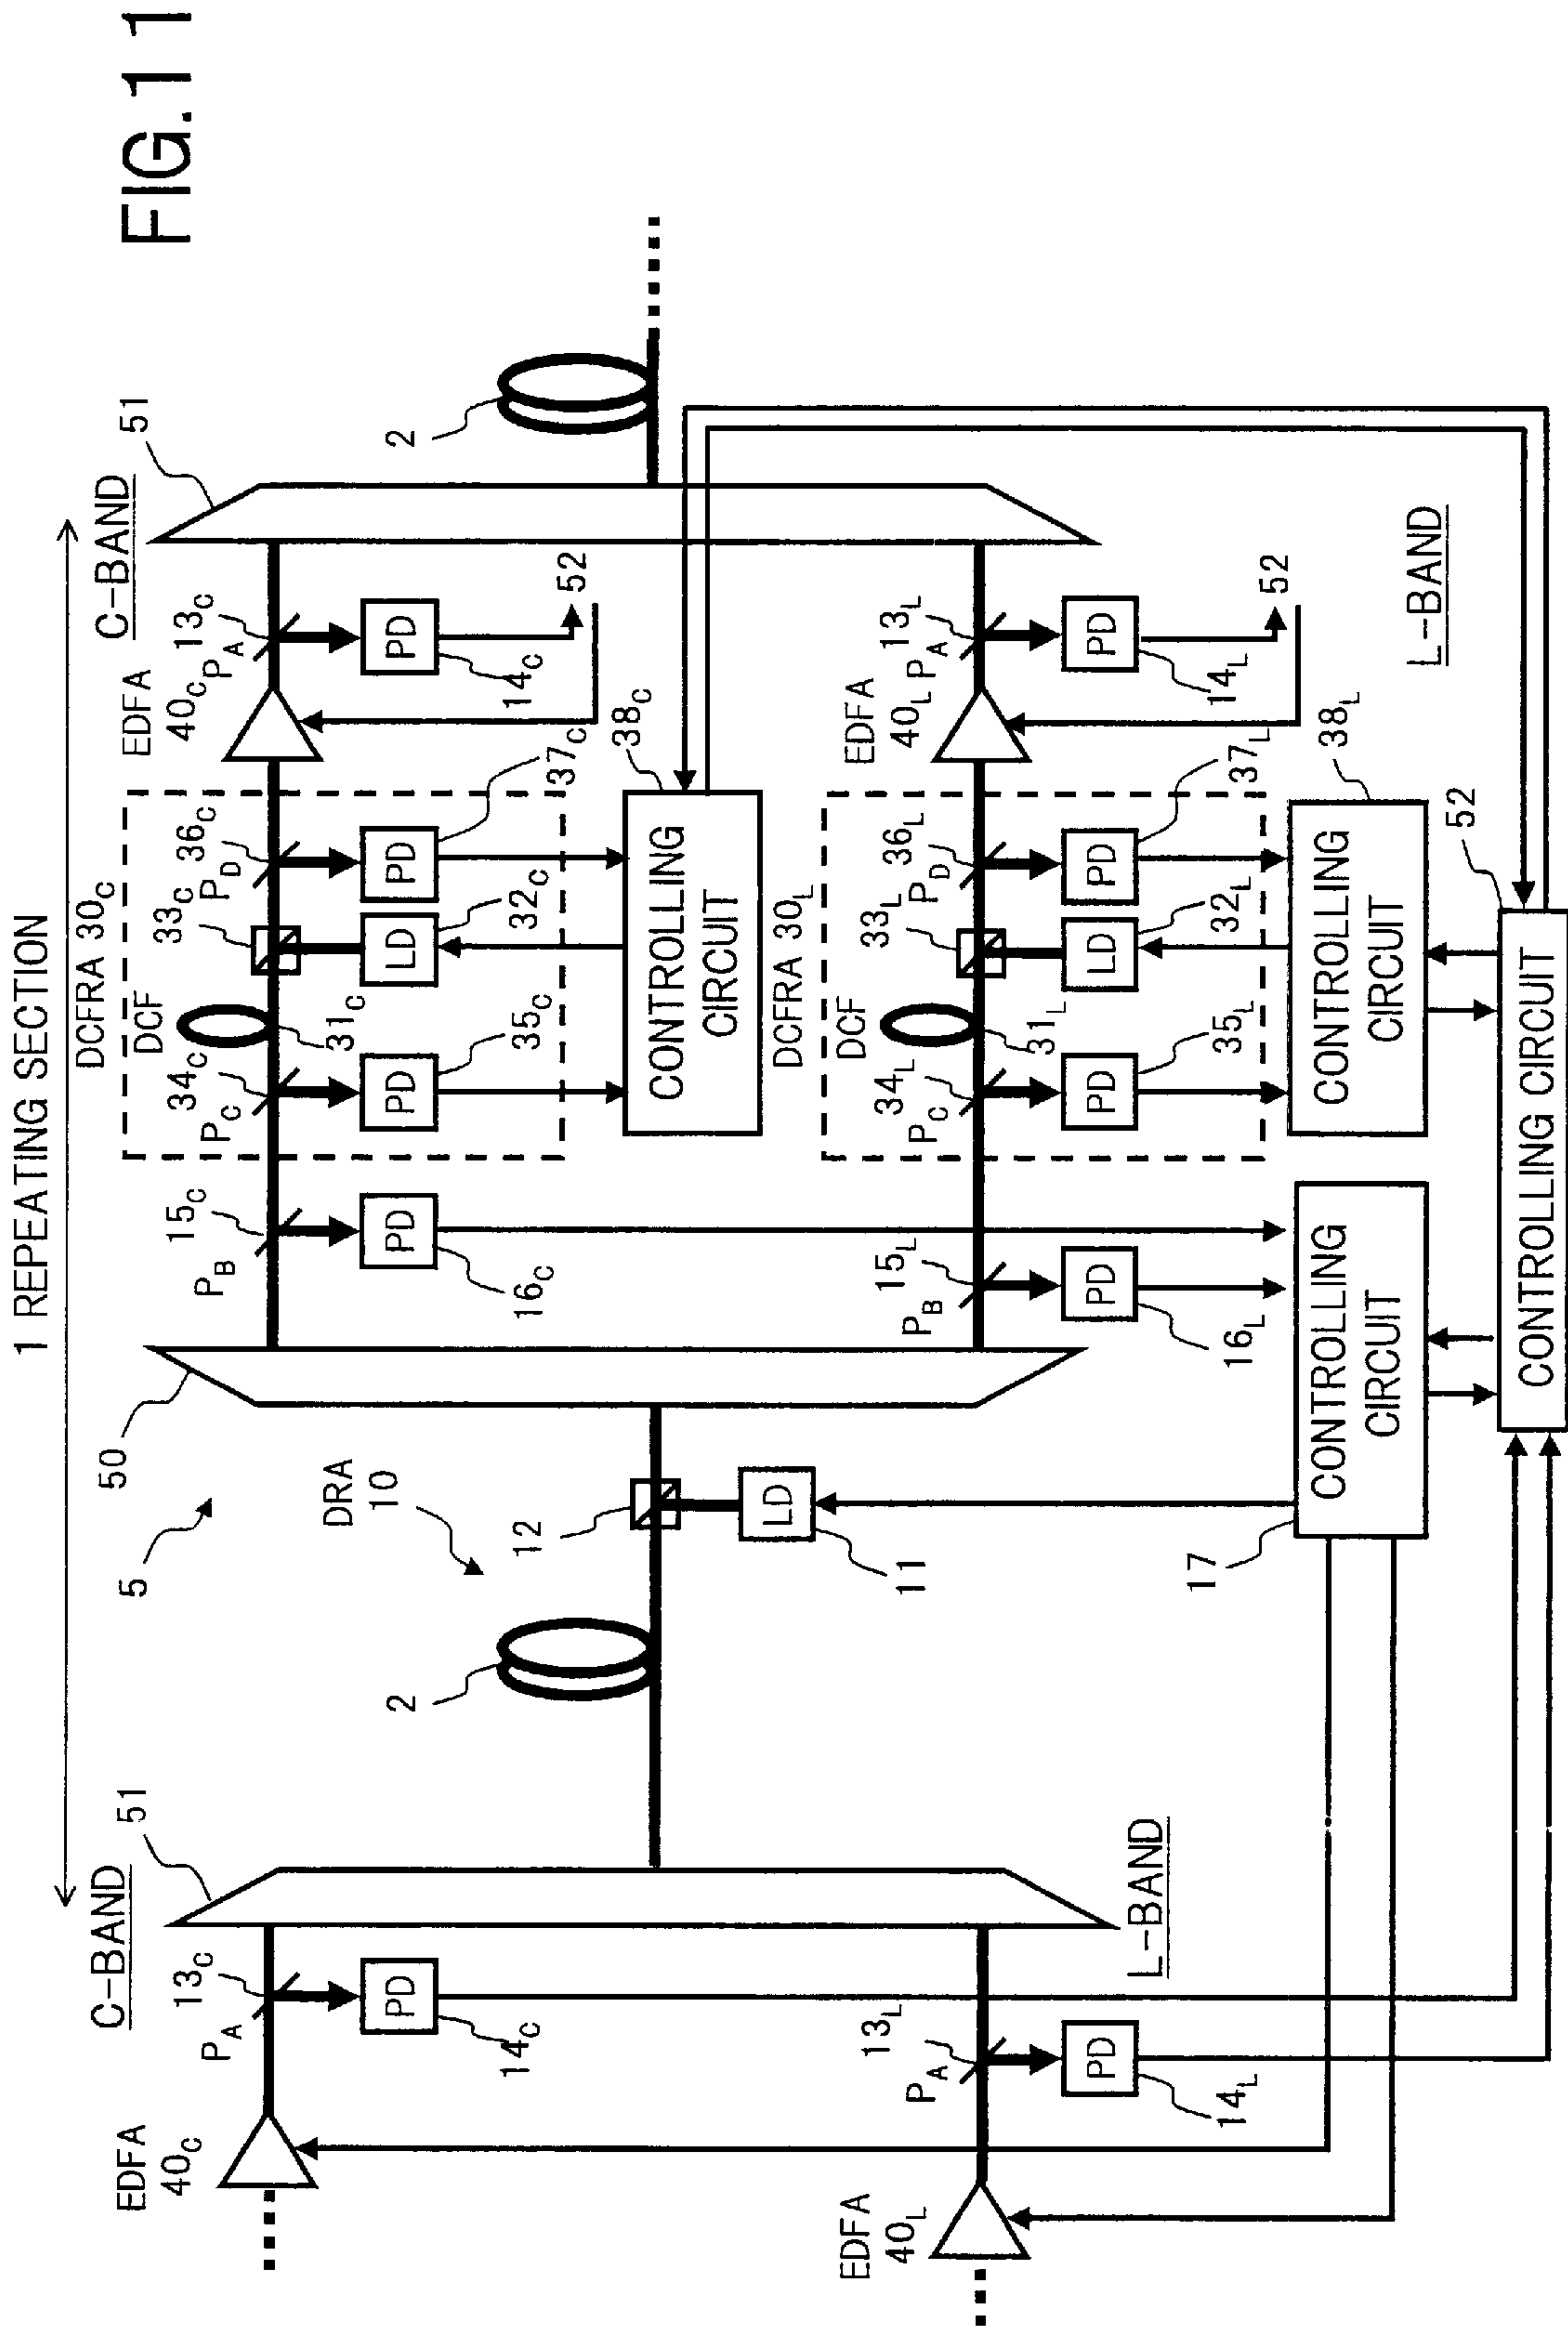 FIG.11
1 REPEATING SECTION
C-BAND
51
C-BAND
51
EDFA
40C
PA
13C
PD
14C
2
5
50
DRA
10
12
LD
11
PB
15C
PD
16C
DCFRA 30C
DCF
PC
34C
31C
33C
PD
36C
PD
35C
LD
32C
PD
37C
CONTROLLING
CIRCUIT
38C
EDFA
40C
PA
13C
PD
14C
52
2
EDFA
40L
PA
13L
PD
14L
L-BAND
PB
15L
PD
16L
DCFRA 30L
DCF
PC
34L
31L
33L
PD
36L
PD
35L
LD
32L
PD
37L
CONTROLLING
CIRCUIT
38L
EDFA
40L
PA
13L
PD
14L
52
L-BAND
17
CONTROLLING
CIRCUIT
CONTROLLING CIRCUIT
52